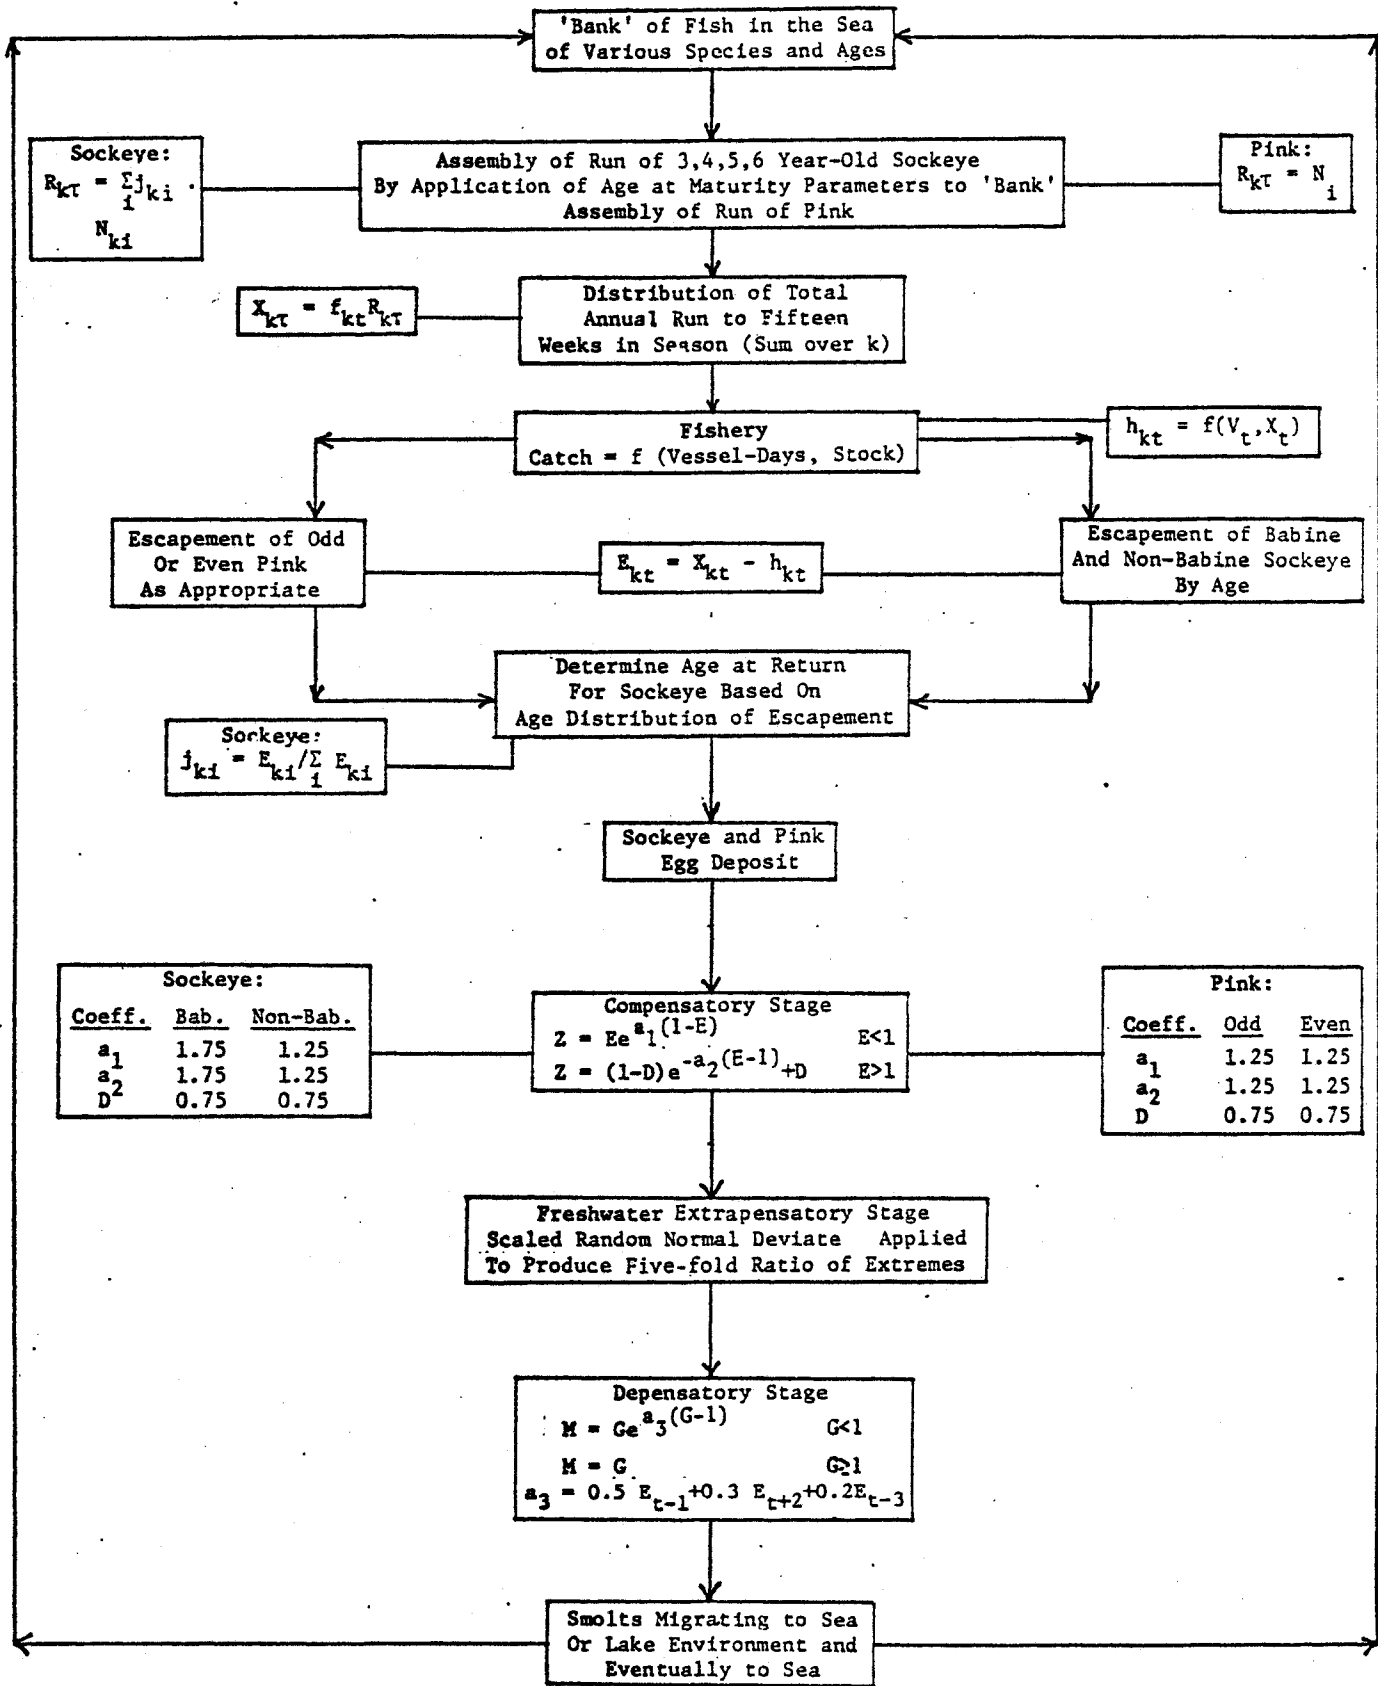 'Bank' of Fish in the Sea
of Various Species and Ages
Sockeye:
R_kτ = Σ_i j_ki ·
N_ki
Assembly of Run of 3,4,5,6 Year-Old Sockeye
By Application of Age at Maturity Parameters to 'Bank'
Assembly of Run of Pink
Pink:
R_kτ = N_i
X_kτ = f_kt R_kτ
Distribution of Total
Annual Run to Fifteen
Weeks in Season (Sum over k)
Fishery
Catch = f (Vessel-Days, Stock)
h_kt = f(V_t,X_t)
Escapement of Odd
Or Even Pink
As Appropriate
E_kt = X_kt - h_kt
Escapement of Babine
And Non-Babine Sockeye
By Age
Determine Age at Return
For Sockeye Based On
Age Distribution of Escapement
Sockeye:
j_ki = E_ki/Σ_i E_ki
Sockeye and Pink
Egg Deposit
Sockeye:
Coeff. Bab. Non-Bab.
a_1 1.75 1.25
a_2 1.75 1.25
D 0.75 0.75
Compensatory Stage
Z = Ee^a_1(1-E) E<1
Z = (1-D)e^-a_2(E-1)+D E>1
Pink:
Coeff. Odd Even
a_1 1.25 1.25
a_2 1.25 1.25
D 0.75 0.75
Freshwater Extrapensatory Stage
Scaled Random Normal Deviate Applied
To Produce Five-fold Ratio of Extremes
Depensatory Stage
M = Ge^a_3(G-1) G<1
M = G G≥1
a_3 = 0.5 E_t-1+0.3 E_t+2+0.2E_t-3
Smolts Migrating to Sea
Or Lake Environment and
Eventually to Sea